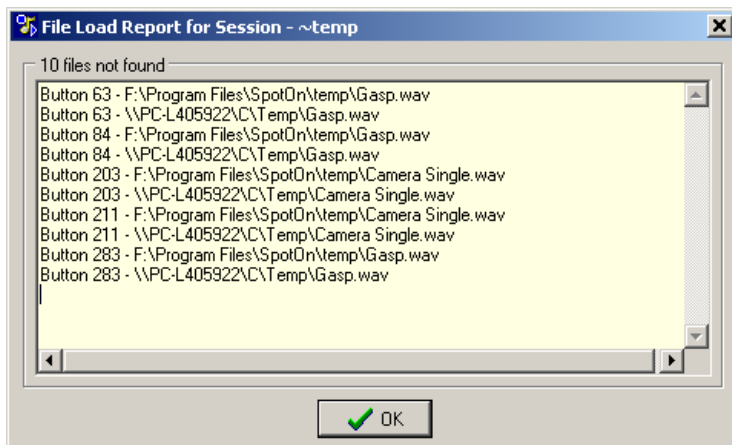 File Load Report for Session - ~temp
10 files not found
Button 63 - F:\Program Files\SpotOn\temp\Gasp.wav
Button 63 - \\PC-L405922\C\Temp\Gasp.wav
Button 84 - F:\Program Files\SpotOn\temp\Gasp.wav
Button 84 - \\PC-L405922\C\Temp\Gasp.wav
Button 203 - F:\Program Files\SpotOn\temp\Camera Single.wav
Button 203 - \\PC-L405922\C\Temp\Camera Single.wav
Button 211 - F:\Program Files\SpotOn\temp\Camera Single.wav
Button 211 - \\PC-L405922\C\Temp\Camera Single.wav
Button 283 - F:\Program Files\SpotOn\temp\Gasp.wav
Button 283 - \\PC-L405922\C\Temp\Gasp.wav
OK